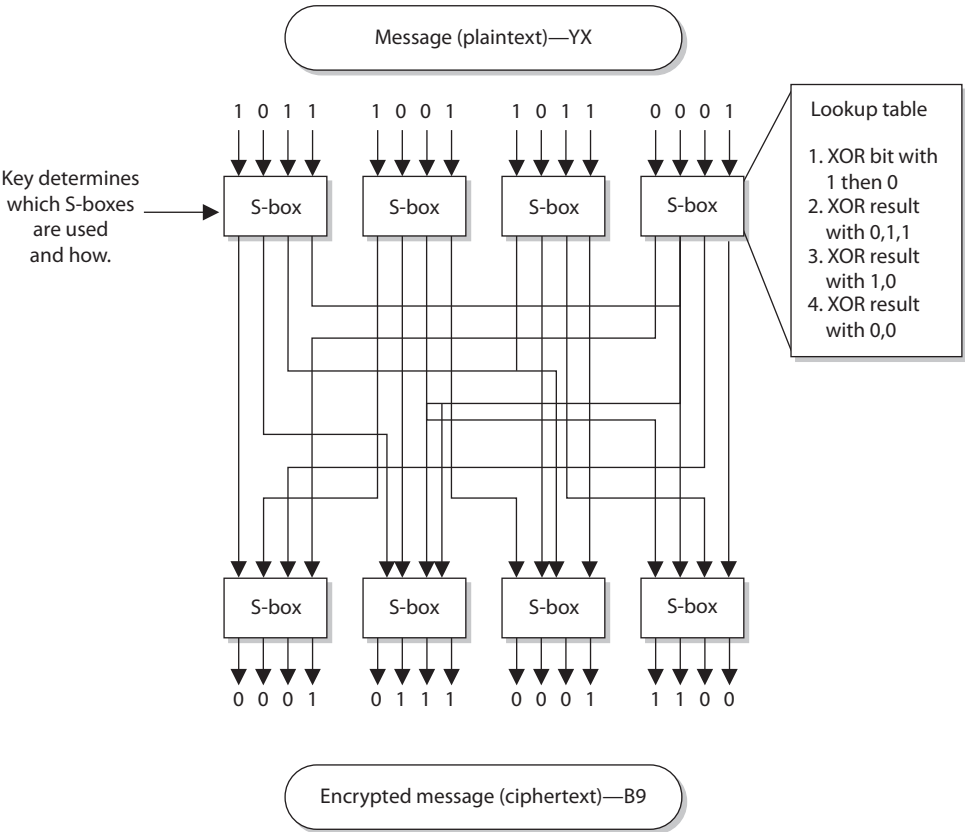 Message (plaintext)—YX
1 0 1 1 1 0 0 1 1 0 1 1 0 0 0 1
Key determines
which S-boxes
are used
and how.
S-box S-box S-box S-box
Lookup table
1. XOR bit with
1 then 0
2. XOR result
with 0,1,1
3. XOR result
with 1,0
4. XOR result
with 0,0
S-box S-box S-box S-box
0 0 0 1 0 1 1 1 0 0 0 1 1 1 0 0
Encrypted message (ciphertext)—B9